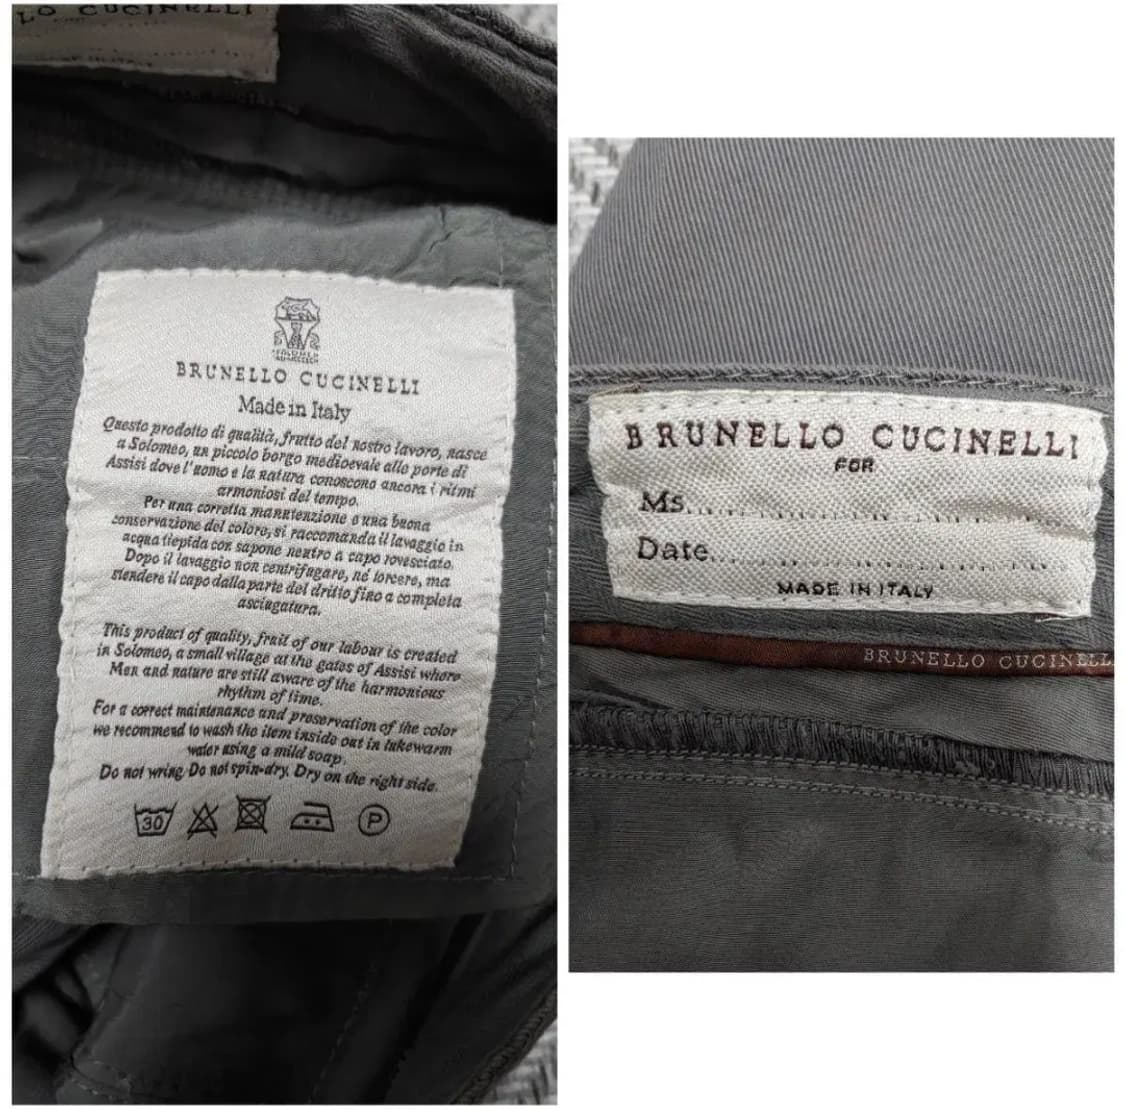 LO CUCINELLI
BRUNELLO CUCINELLI
Made in Italy
Questo prodotto di qualità, frutto del nostro lavoro, nasce
a Solomeo, un piccolo borgo medioevale alle porte di
Assisi dove l'uomo e la natura conoscono ancora i ritmi
armoniosi del tempo.
Per una corretta manutenzione e una buona
conservazione del colore, si raccomanda il lavaggio in
acqua tiepida con sapone neutro a capo rovesciato.
Dopo il lavaggio non centrifugare, né torcere, ma
stendere il capo dalla parte del dritto fino a completa
asciugatura.
This product of quality, fruit of our labour is created
in Solomeo, a small village at the gates of Assisi where
Men and nature are still aware of the harmonious
rhythm of time.
For a correct maintenance and preservation of the color
we recommend to wash the item inside out in lukewarm
water using a mild soap.
Do not wring. Do not spin-dry. Dry on the right side.
30 P
BRUNELLO CUCINELLI
FOR
Ms.
Date
MADE IN ITALY
BRUNELLO CUCINELL